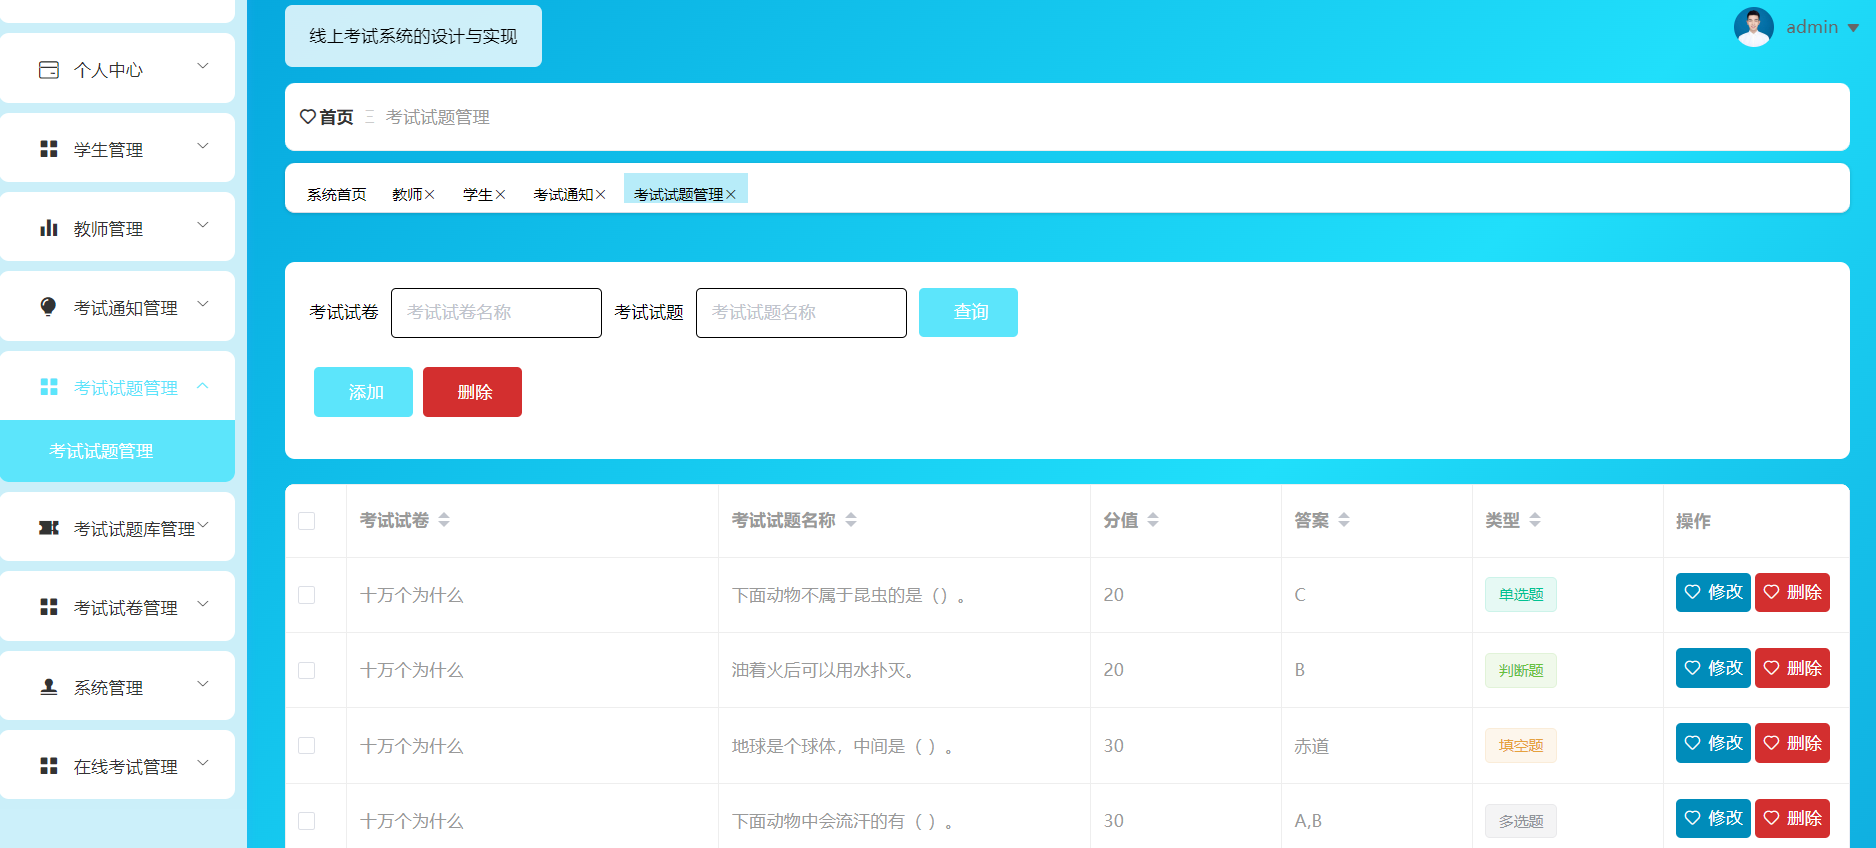 线上考试系统的设计与实现
admin
个人中心
学生管理
教师管理
考试通知管理
考试试题管理
考试试题管理
考试试题库管理
考试试卷管理
系统管理
在线考试管理
首页 考试试题管理
系统首页 教师 学生 考试通知 考试试题管理
考试试卷 考试试卷名称 考试试题 考试试题名称 查询
添加 删除
考试试卷 考试试题名称 分值 答案 类型 操作
十万个为什么 下面动物不属于昆虫的是（）。 20 C 单选题 修改 删除
十万个为什么 油着火后可以用水扑灭。 20 B 判断题 修改 删除
十万个为什么 地球是个球体，中间是（ ）。 30 赤道 填空题 修改 删除
十万个为什么 下面动物中会流汗的有（ ）。 30 A,B 多选题 修改 删除